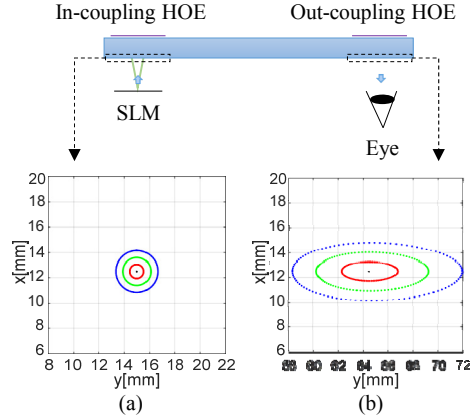 In-coupling HOE
Out-coupling HOE
SLM
Eye
20
18
16
14
12
10
8
6
x[mm]
8 10 12 14 16 18 20 22
y[mm]
(a)
20
18
16
14
12
10
8
6
x[mm]
58 60 62 64 66 68 70 72
y[mm]
(b)